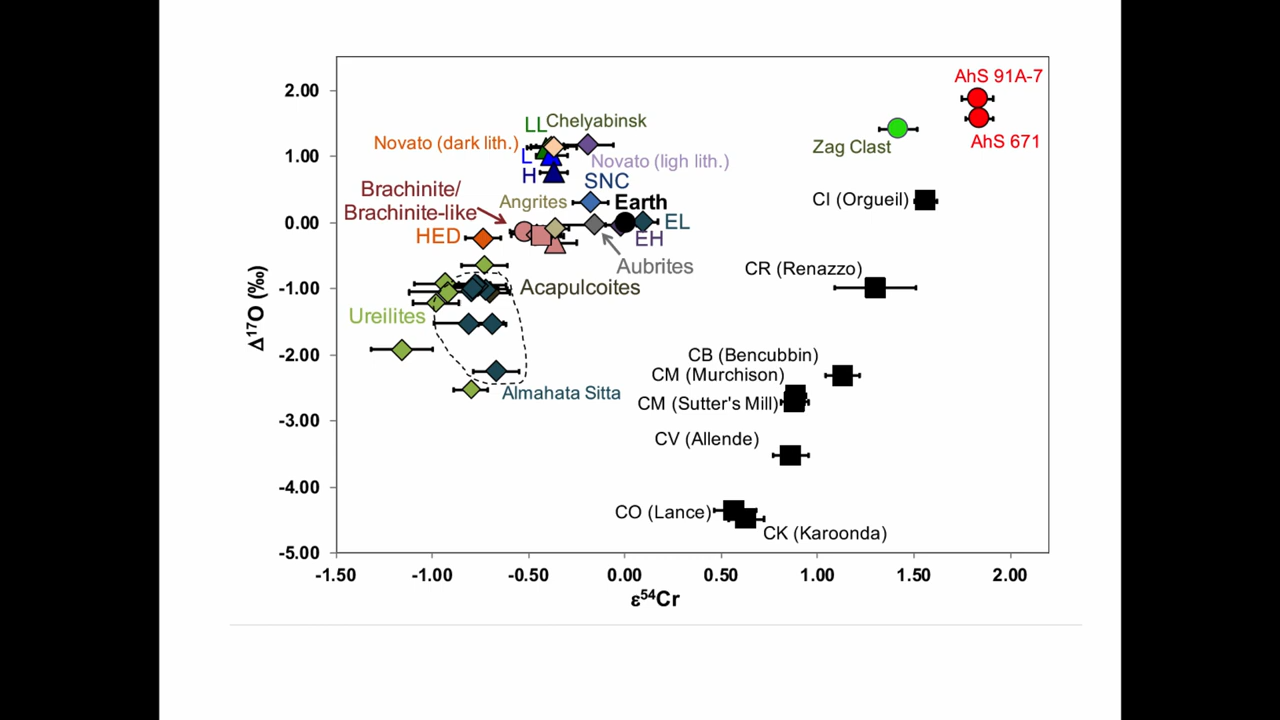 AhS 91A-7
2.00
LL
Chelyabinsk
Novato (dark lith.)
AhS 671
Zag Clast
1.00
L
Novato (ligh lith.)
H
SNC
Brachinite/
Brachinite-like
Angrites
Earth
CI (Orgueil)
0.00
EL
HED
EH
Aubrites
CR (Renazzo)
-1.00
Acapulcoites
Ureilites
Δ¹⁷O (‰)
-2.00
CB (Bencubbin)
CM (Murchison)
Almahata Sitta
CM (Sutter's Mill)
-3.00
CV (Allende)
-4.00
CO (Lance)
CK (Karoonda)
-5.00
-1.50 -1.00 -0.50 0.00 0.50 1.00 1.50 2.00
ε⁵⁴Cr